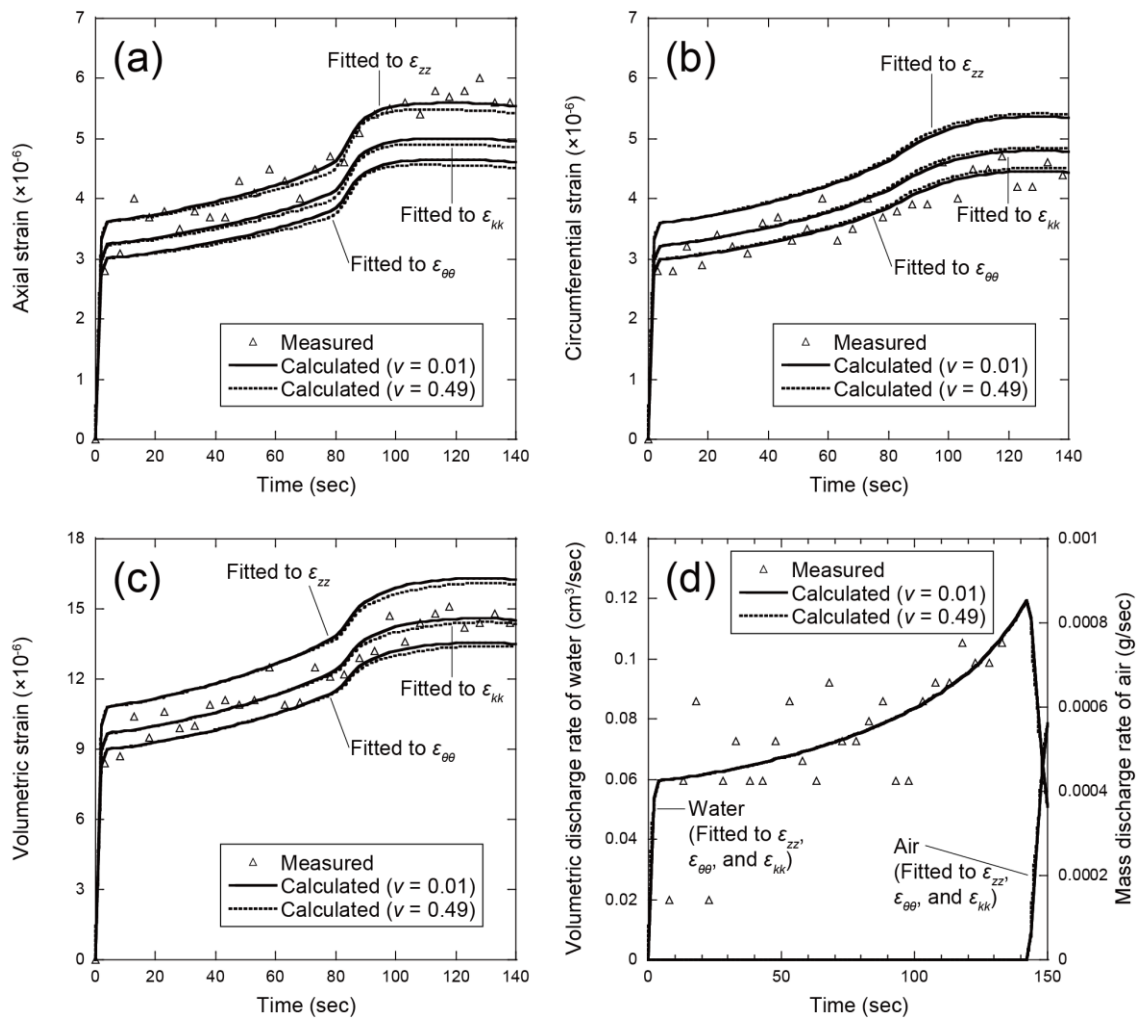 (a)
Fitted to εzz
Fitted to εkk
Fitted to εθθ
Measured
Calculated (ν = 0.01)
Calculated (ν = 0.49)
Axial strain (×10-6)
7
6
5
4
3
2
1
0
0 20 40 60 80 100 120 140
Time (sec)
(b)
Fitted to εzz
Fitted to εkk
Fitted to εθθ
Measured
Calculated (ν = 0.01)
Calculated (ν = 0.49)
Circumferential strain (×10-6)
7
6
5
4
3
2
1
0
0 20 40 60 80 100 120 140
Time (sec)
(c)
Fitted to εzz
Fitted to εkk
Fitted to εθθ
Measured
Calculated (ν = 0.01)
Calculated (ν = 0.49)
Volumetric strain (×10-6)
18
15
12
9
6
3
0
0 20 40 60 80 100 120 140
Time (sec)
(d)
Measured
Calculated (ν = 0.01)
Calculated (ν = 0.49)
Water
(Fitted to εzz,
εθθ, and εkk)
Air
(Fitted to εzz,
εθθ, and εkk)
Volumetric discharge rate of water (cm3/sec)
0.14
0.12
0.1
0.08
0.06
0.04
0.02
0
Mass discharge rate of air (g/sec)
0.001
0.0008
0.0006
0.0004
0.0002
0
0 50 100 150
Time (sec)